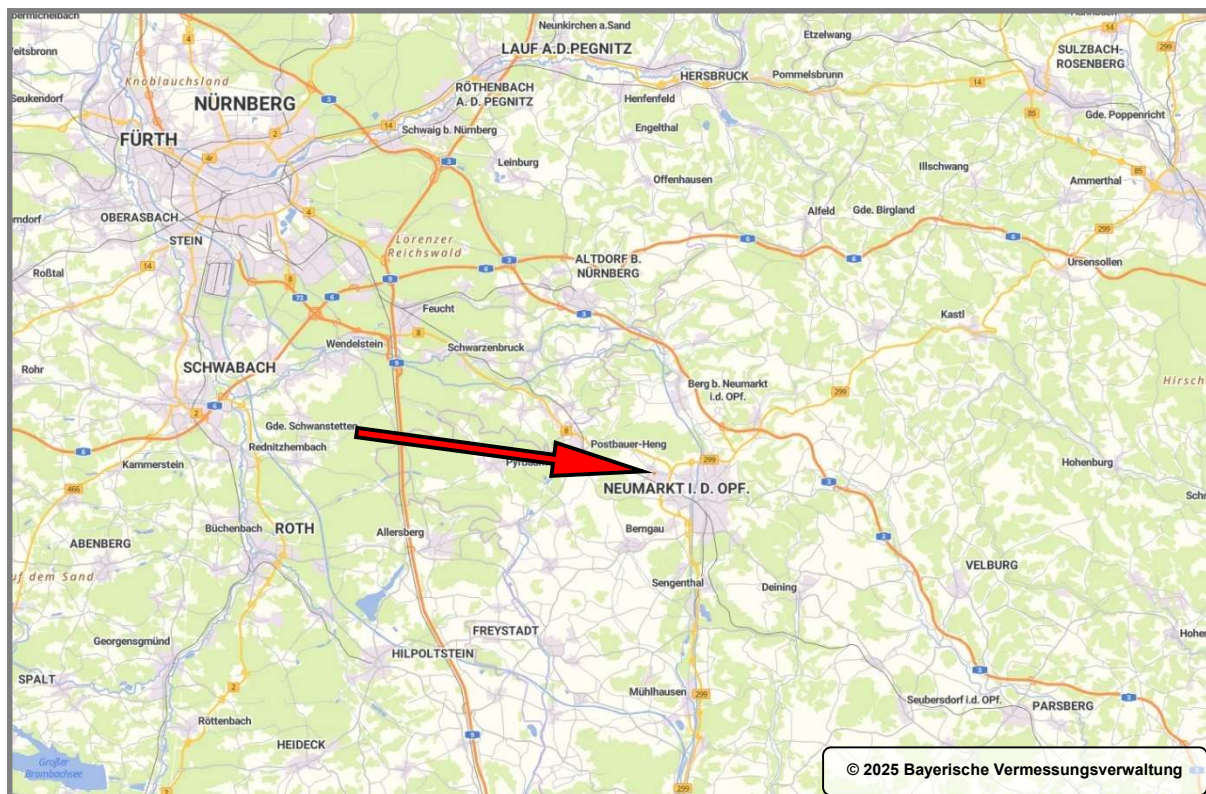 Neunkirchen a.Sand
Etzelwang
LAUF A.D.PEGNITZ
SULZBACH-
ROSENBERG
HERSBRUCK
Pommelsbrunn
Knoblauchsland
Seukendorf
NÜRNBERG
RÖTHENBACH
A. D. PEGNITZ
Henfenfeld
Gde. Poppenricht
FÜRTH
Schwaig b. Nürnberg
Engelthal
Leinburg
Illschwang
Offenhausen
Ammerthal
OBERASBACH
Alfeld
Gde. Birgland
STEIN
Lorenzer
Reichswald
ALTDORF B.
NÜRNBERG
Roßtal
Ursensollen
Feucht
Kastl
Wendelstein
Schwarzenbruck
Rohr
SCHWABACH
Berg b. Neumarkt
i.d. OPf.
Gde. Schwanstetten
Rednitzhembach
Postbauer-Heng
Kammerstein
Hohenburg
NEUMARKT I. D. OPF.
Büchenbach
ROTH
Allersberg
Berngau
ABENBERG
Sengenthal
Deining
VELBURG
Georgensgmünd
FREYSTADT
HILPOLTSTEIN
SPALT
Mühlhausen
Seubersdorf i.d. OPf.
PARSBERG
Röttenbach
HEIDECK
Großer
Brombachsee
© 2025 Bayerische Vermessungsverwaltung